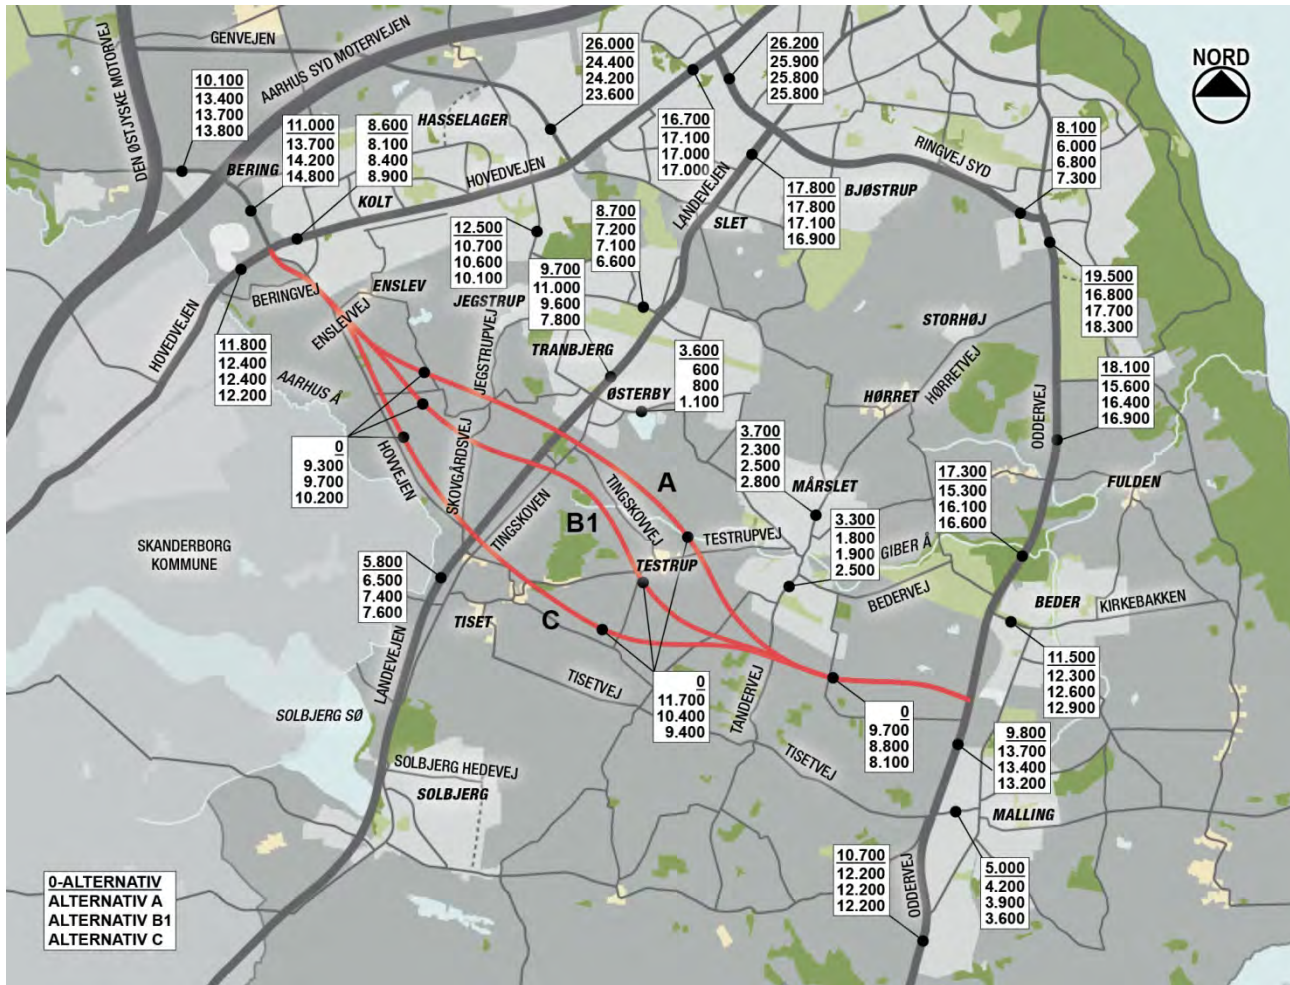 GENVEJEN
AARHUS SYD MOTERVEJEN
DEN ØSTJYSKE MOTORVEJ
10.100
13.400
13.700
13.800
26.000
24.400
24.200
23.600
26.200
25.900
25.800
25.800
NORD
HASSELAGER
11.000
13.700
14.200
14.800
8.600
8.100
8.400
8.900
16.700
17.100
17.000
17.000
8.100
6.000
6.800
7.300
RINGVEJ SYD
BERING
KOLT
HOVEDVEJEN
LANDEVEJEN
17.800
17.800
17.100
16.900
BJØSTRUP
SLET
12.500
10.700
10.600
10.100
8.700
7.200
7.100
6.600
9.700
11.000
9.600
7.800
19.500
16.800
17.700
18.300
BERINGVEJ
ENSLEV
ENSLEVVEJ
JEGSTRUP
JEGSTRUPVEJ
HOVEDVEJEN
STORHØJ
TRANBJERG
11.800
12.400
12.400
12.200
AARHUS Å
3.600
600
800
1.100
ØSTERBY
HØRRET
HØRRETVEJ
ODDERVEJ
18.100
15.600
16.400
16.900
0
9.300
9.700
10.200
HOVVEJEN
SKOVGÅRDSVEJ
3.700
2.300
2.500
2.800
MÅRSLET
17.300
15.300
16.100
16.600
FULDEN
A
B1
TINGSKOVEN
TINGSKOVVEJ
TESTRUPVEJ
3.300
1.800
1.900
2.500
GIBER Å
SKANDERBORG
KOMMUNE
5.800
6.500
7.400
7.600
TESTRUP
BEDERVEJ
BEDER
KIRKEBAKKEN
TISET
C
11.500
12.300
12.600
12.900
LANDEVEJEN
TISETVEJ
0
11.700
10.400
9.400
TANDERVEJ
0
9.700
8.800
8.100
SOLBJERG SØ
9.800
13.700
13.400
13.200
TISETVEJ
SOLBJERG HEDEVEJ
SOLBJERG
MALLING
10.700
12.200
12.200
12.200
ODDERVEJ
5.000
4.200
3.900
3.600
0-ALTERNATIV
ALTERNATIV A
ALTERNATIV B1
ALTERNATIV C